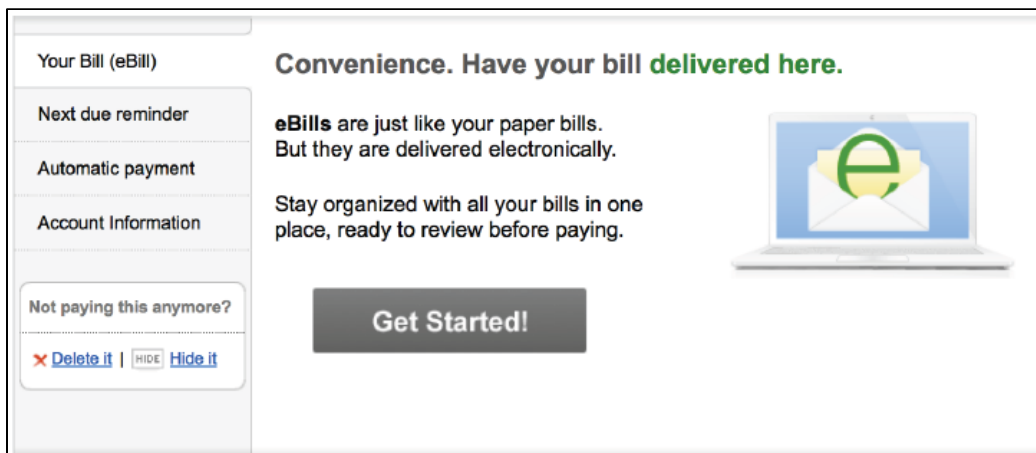 Your Bill (eBill)
Next due reminder
Automatic payment
Account Information
Not paying this anymore?
Delete it | HIDE Hide it
Convenience. Have your bill delivered here.
eBills are just like your paper bills.
But they are delivered electronically.
Stay organized with all your bills in one
place, ready to review before paying.
Get Started!
e